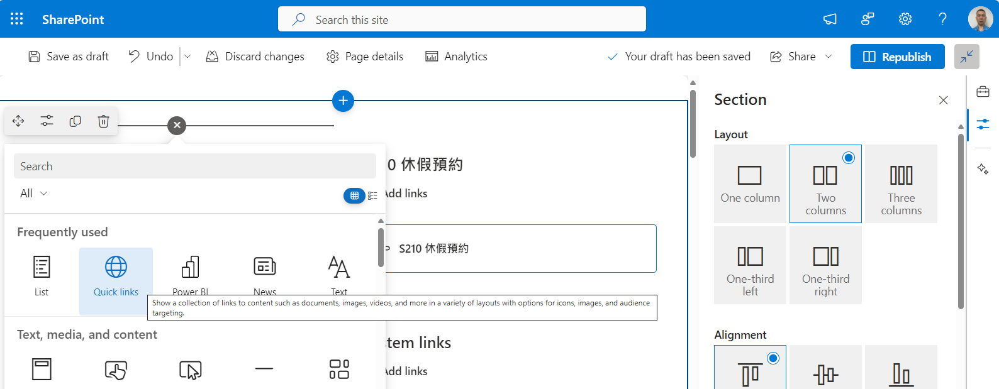 SharePoint
Search this site
Save as draft
Undo
Discard changes
Page details
Analytics
Your draft has been saved
Share
Republish
Search
All
Frequently used
List
Quick links
Power BI
News
Text
Show a collection of links to content such as documents, images, videos, and more in a variety of layouts with options for icons, images, and audience
targeting.
Text, media, and content
0 休假預約
Add links
S210 休假預約
stem links
Add links
Section
Layout
One column
Two
columns
Three
columns
One-third
left
One-third
right
Alignment